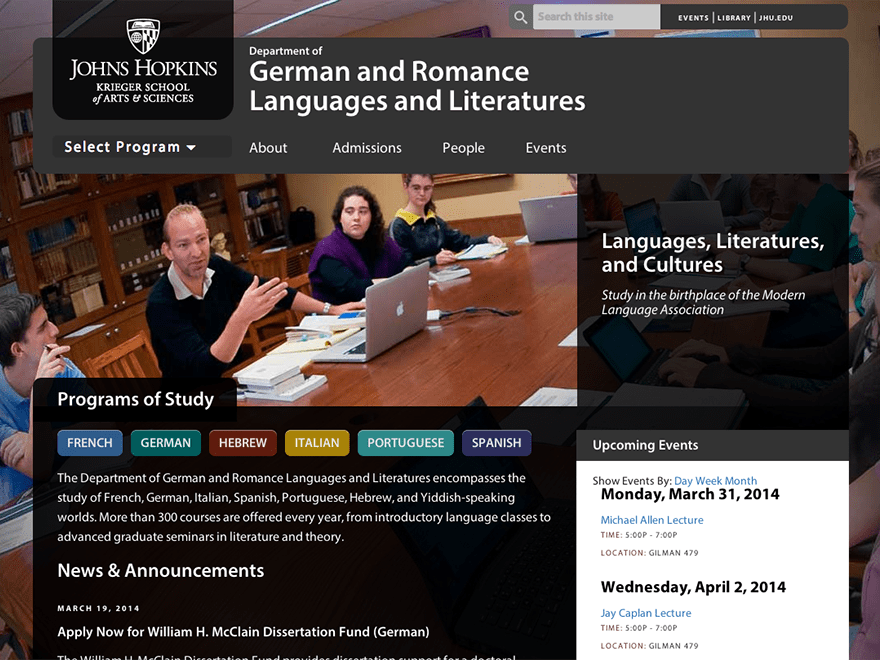 Search this site
EVENTS | LIBRARY | JHU.EDU
JOHNS HOPKINS
KRIEGER SCHOOL
of ARTS & SCIENCES
Department of
German and Romance
Languages and Literatures
Select Program
About
Admissions
People
Events
Languages, Literatures,
and Cultures
Study in the birthplace of the Modern
Language Association
Programs of Study
FRENCH
GERMAN
HEBREW
ITALIAN
PORTUGUESE
SPANISH
The Department of German and Romance Languages and Literatures encompasses the
study of French, German, Italian, Spanish, Portuguese, Hebrew, and Yiddish-speaking
worlds. More than 300 courses are offered every year, from introductory language classes to
advanced graduate seminars in literature and theory.
News & Announcements
MARCH 19, 2014
Apply Now for William H. McClain Dissertation Fund (German)
The William H. McClain Dissertation Fund provides dissertation support for a doctoral
Upcoming Events
Show Events By: Day Week Month
Monday, March 31, 2014
Michael Allen Lecture
TIME: 5:00P - 7:00P
LOCATION: GILMAN 479
Wednesday, April 2, 2014
Jay Caplan Lecture
TIME: 5:00P - 7:00P
LOCATION: GILMAN 479